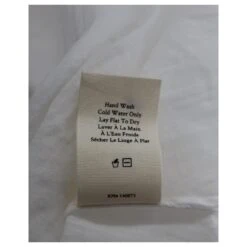 Hand Wash
Cold Water Only
Lay Flat To Dry
Laver À La Main
À L'Eau Froide
Sécher Le Linge À Plat